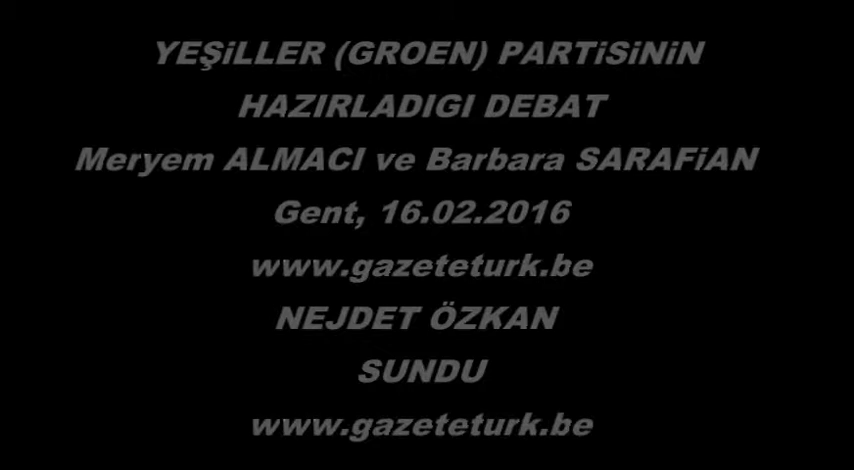 YEŞiLLER (GROEN) PARTiSiNiN
HAZIRLADIGI DEBAT
Meryem ALMACI ve Barbara SARAFiAN
Gent, 16.02.2016
www.gazeteturk.be
NEJDET ÖZKAN
SUNDU
www.gazeteturk.be